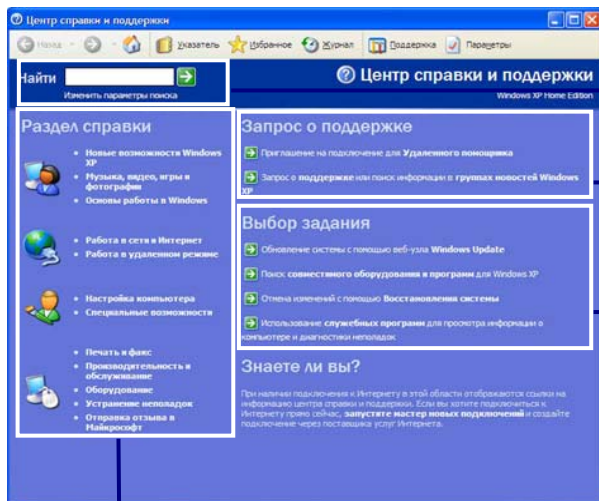 Центр справки и поддержки
Назад
Указатель
Избранное
Журнал
Поддержка
Параметры
Найти
Изменить параметры поиска
Центр справки и поддержки
Windows XP Home Edition
Раздел справки
Новые возможности Windows
XP
Музыка, видео, игры и
фотографии
Основы работы в Windows
Работа в сети и Интернет
Работа в удаленном режиме
Настройка компьютера
Специальные возможности
Печать и факс
Производительность и
обслуживание
Оборудование
Устранение неполадок
Отправка отзыва в
Майкрософт
Запрос о поддержке
Приглашение на подключение для Удаленного помощника
Запрос о поддержке или поиск информации в группах новостей Windows
XP
Выбор задания
Обновление системы с помощью веб-узла Windows Update
Поиск совместимого оборудования и программ для Windows XP
Отмена изменений с помощью Восстановления системы
Использование служебных программ для просмотра информации о
компьютере и диагностики неполадок
Знаете ли вы?
При наличии подключения к Интернету в этой области отображаются ссылки на
информацию центра справки и поддержки. Если вы хотите подключиться к
Интернету прямо сейчас, запустите мастер новых подключений и создайте
подключение через поставщика услуг Интернета.